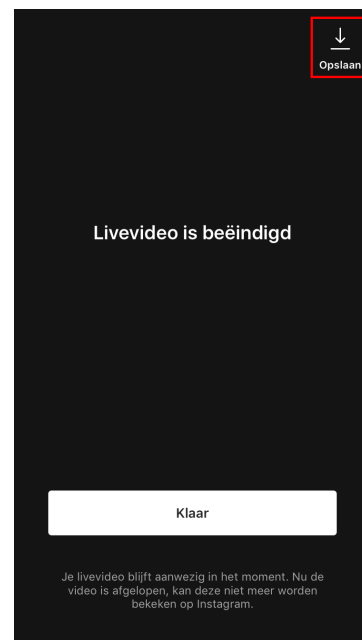 Opslaan
Livevideo is beëindigd
Klaar
Je livevideo blijft aanwezig in het moment. Nu de
video is afgelopen, kan deze niet meer worden
bekeken op Instagram.